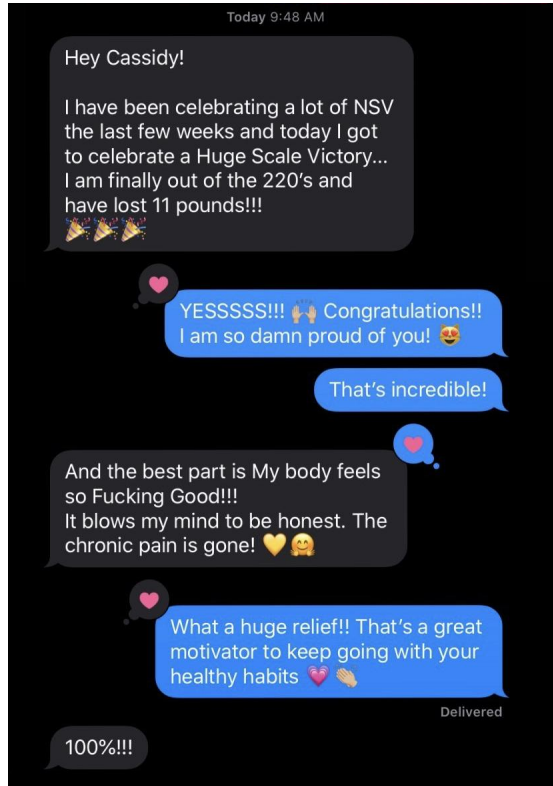 Today 9:48 AM
Hey Cassidy!
I have been celebrating a lot of NSV
the last few weeks and today I got
to celebrate a Huge Scale Victory...
I am finally out of the 220’s and
have lost 11 pounds!!!
🎉🎉🎉
YESSSSS!!! 🙌🏼 Congratulations!!
I am so damn proud of you! 😻
That’s incredible!
And the best part is My body feels
so Fucking Good!!!
It blows my mind to be honest. The
chronic pain is gone! 💛🤗
What a huge relief!! That’s a great
motivator to keep going with your
healthy habits 💗 👏🏼
Delivered
100%!!!